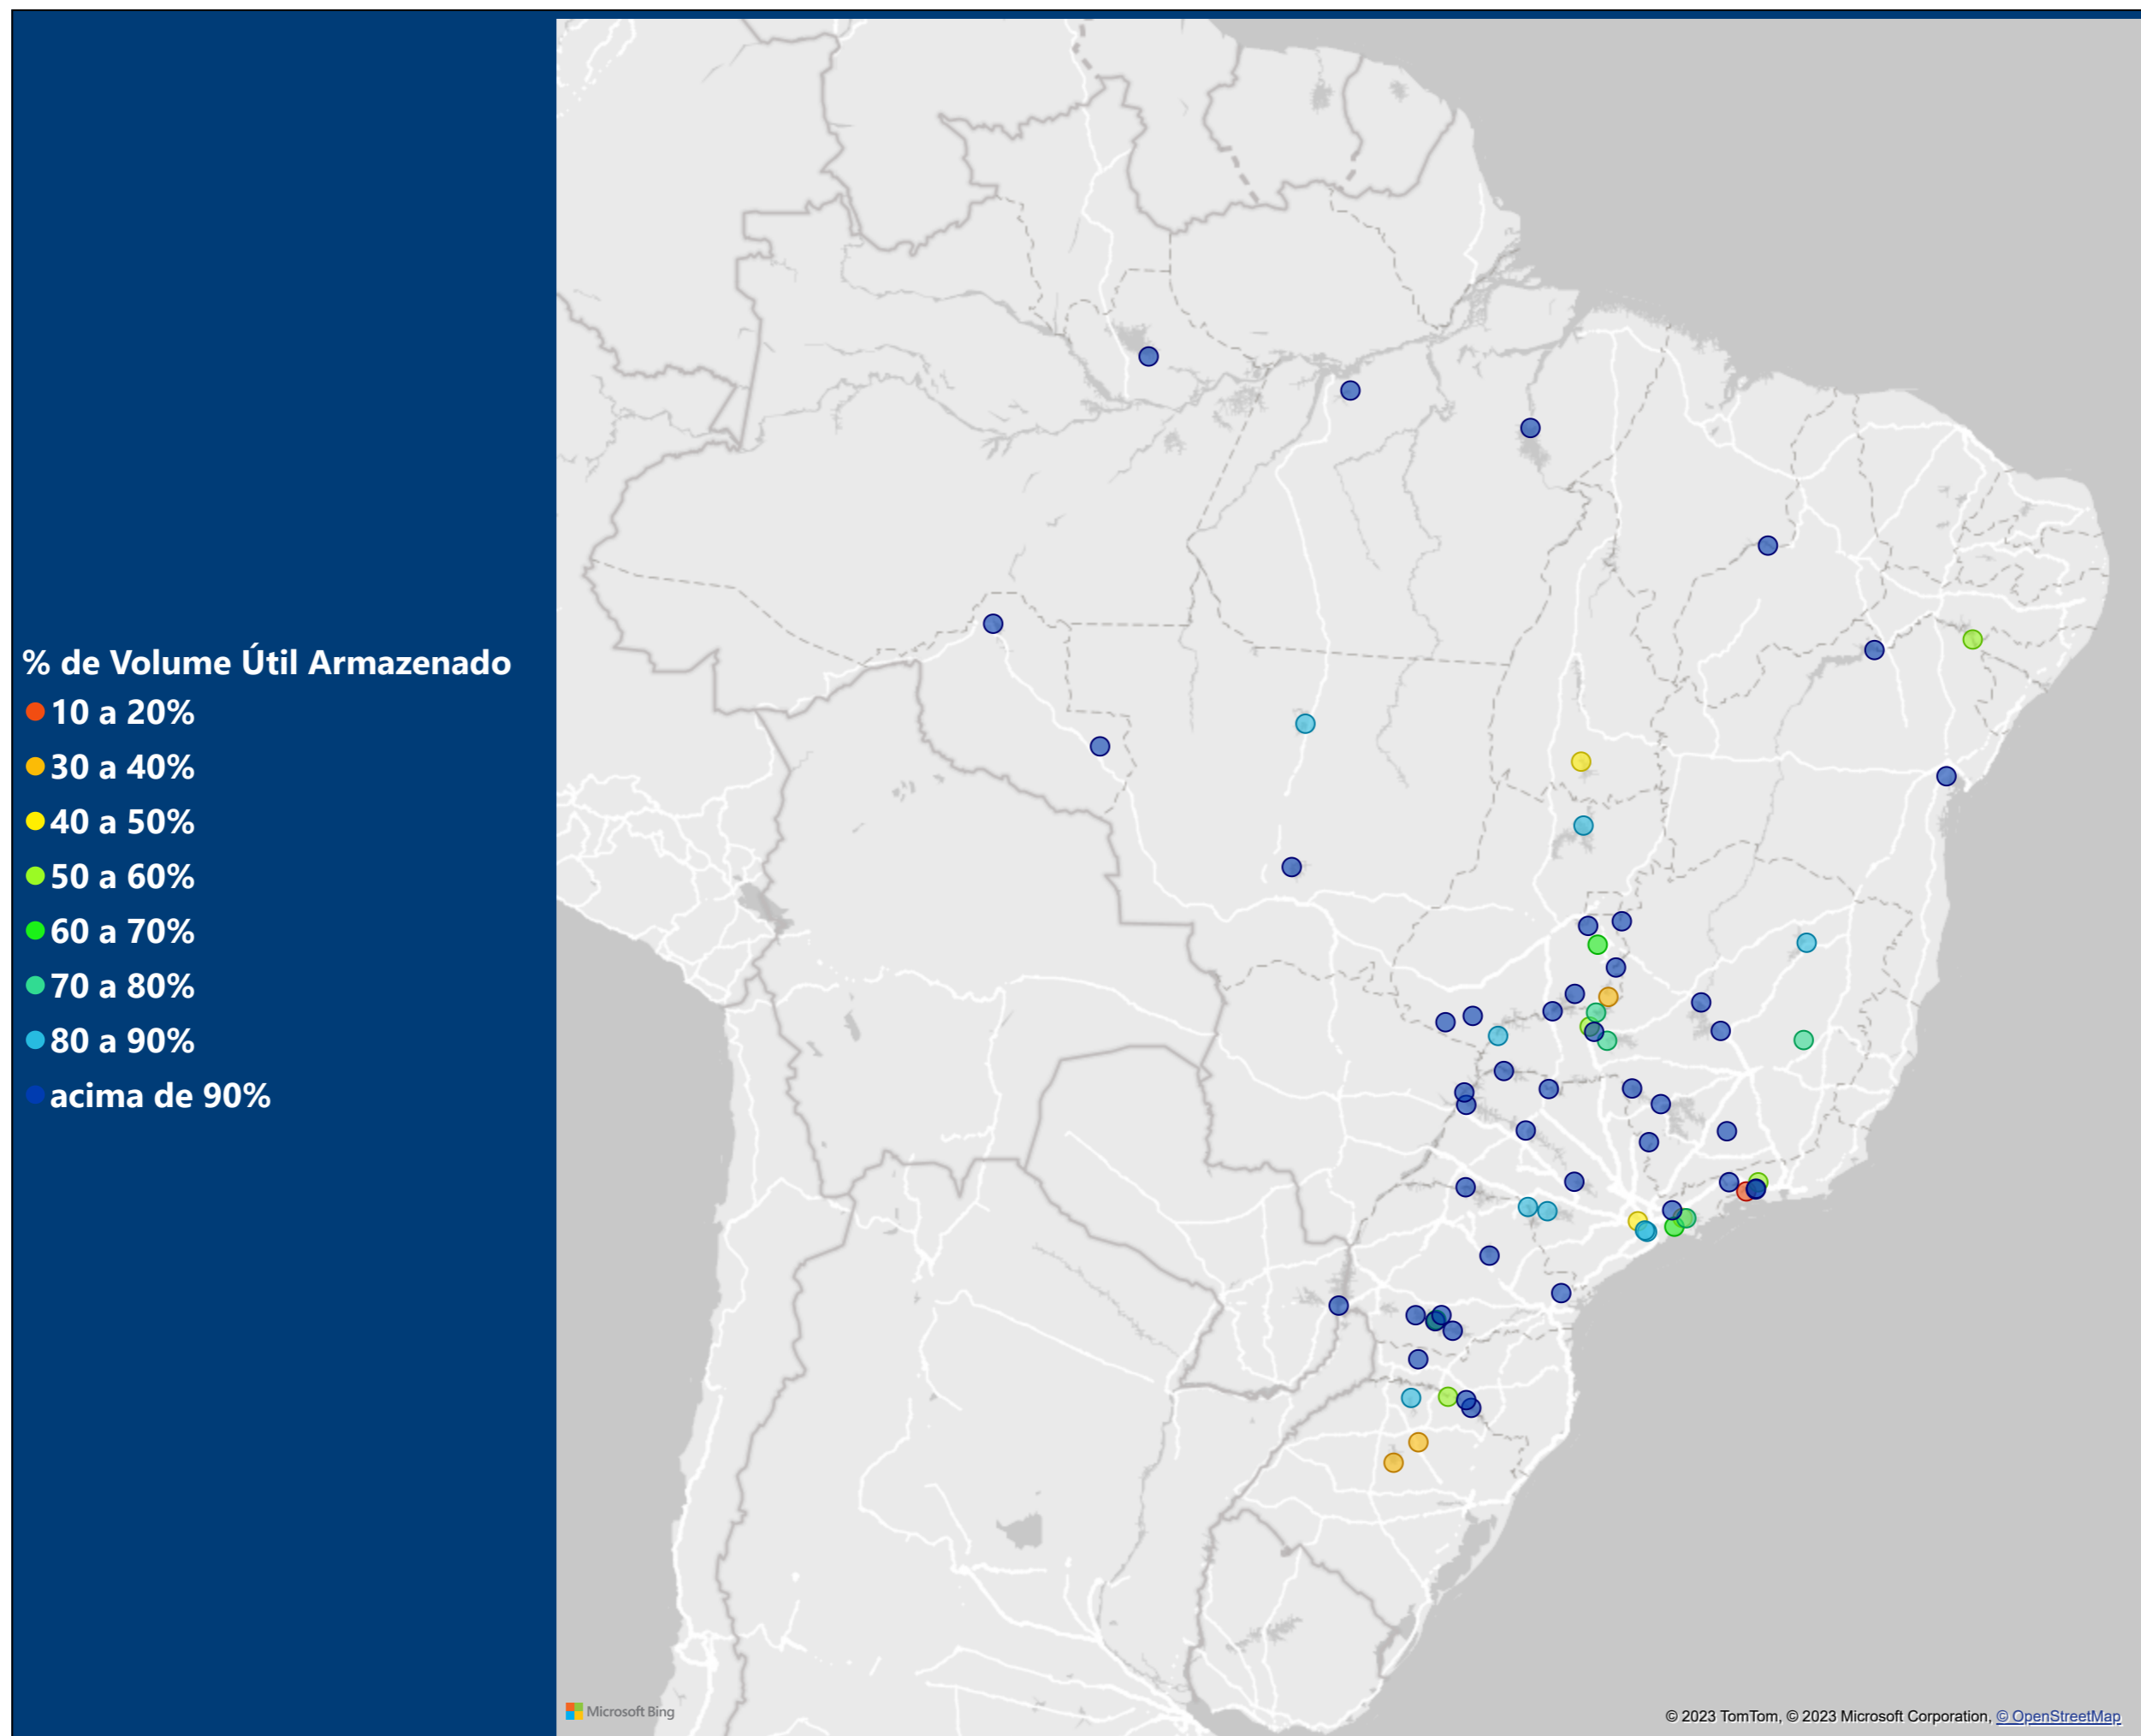 % de Volume Útil Armazenado
10 a 20%
30 a 40%
40 a 50%
50 a 60%
60 a 70%
70 a 80%
80 a 90%
acima de 90%
Microsoft Bing
© 2023 TomTom, © 2023 Microsoft Corporation, © OpenStreetMap